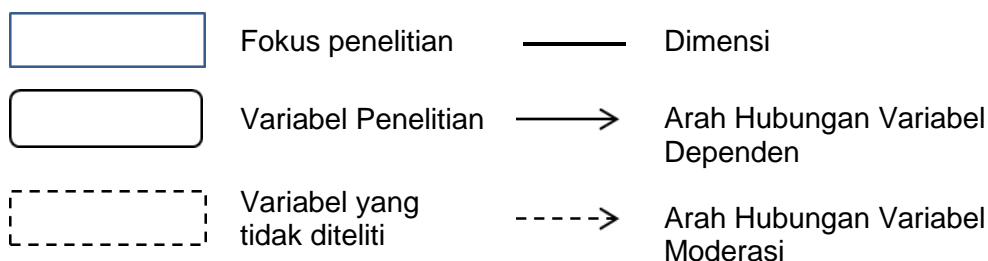 Fokus penelitian
Dimensi
Variabel Penelitian
Arah Hubungan Variabel
Dependen
Variabel yang
tidak diteliti
Arah Hubungan Variabel
Moderasi